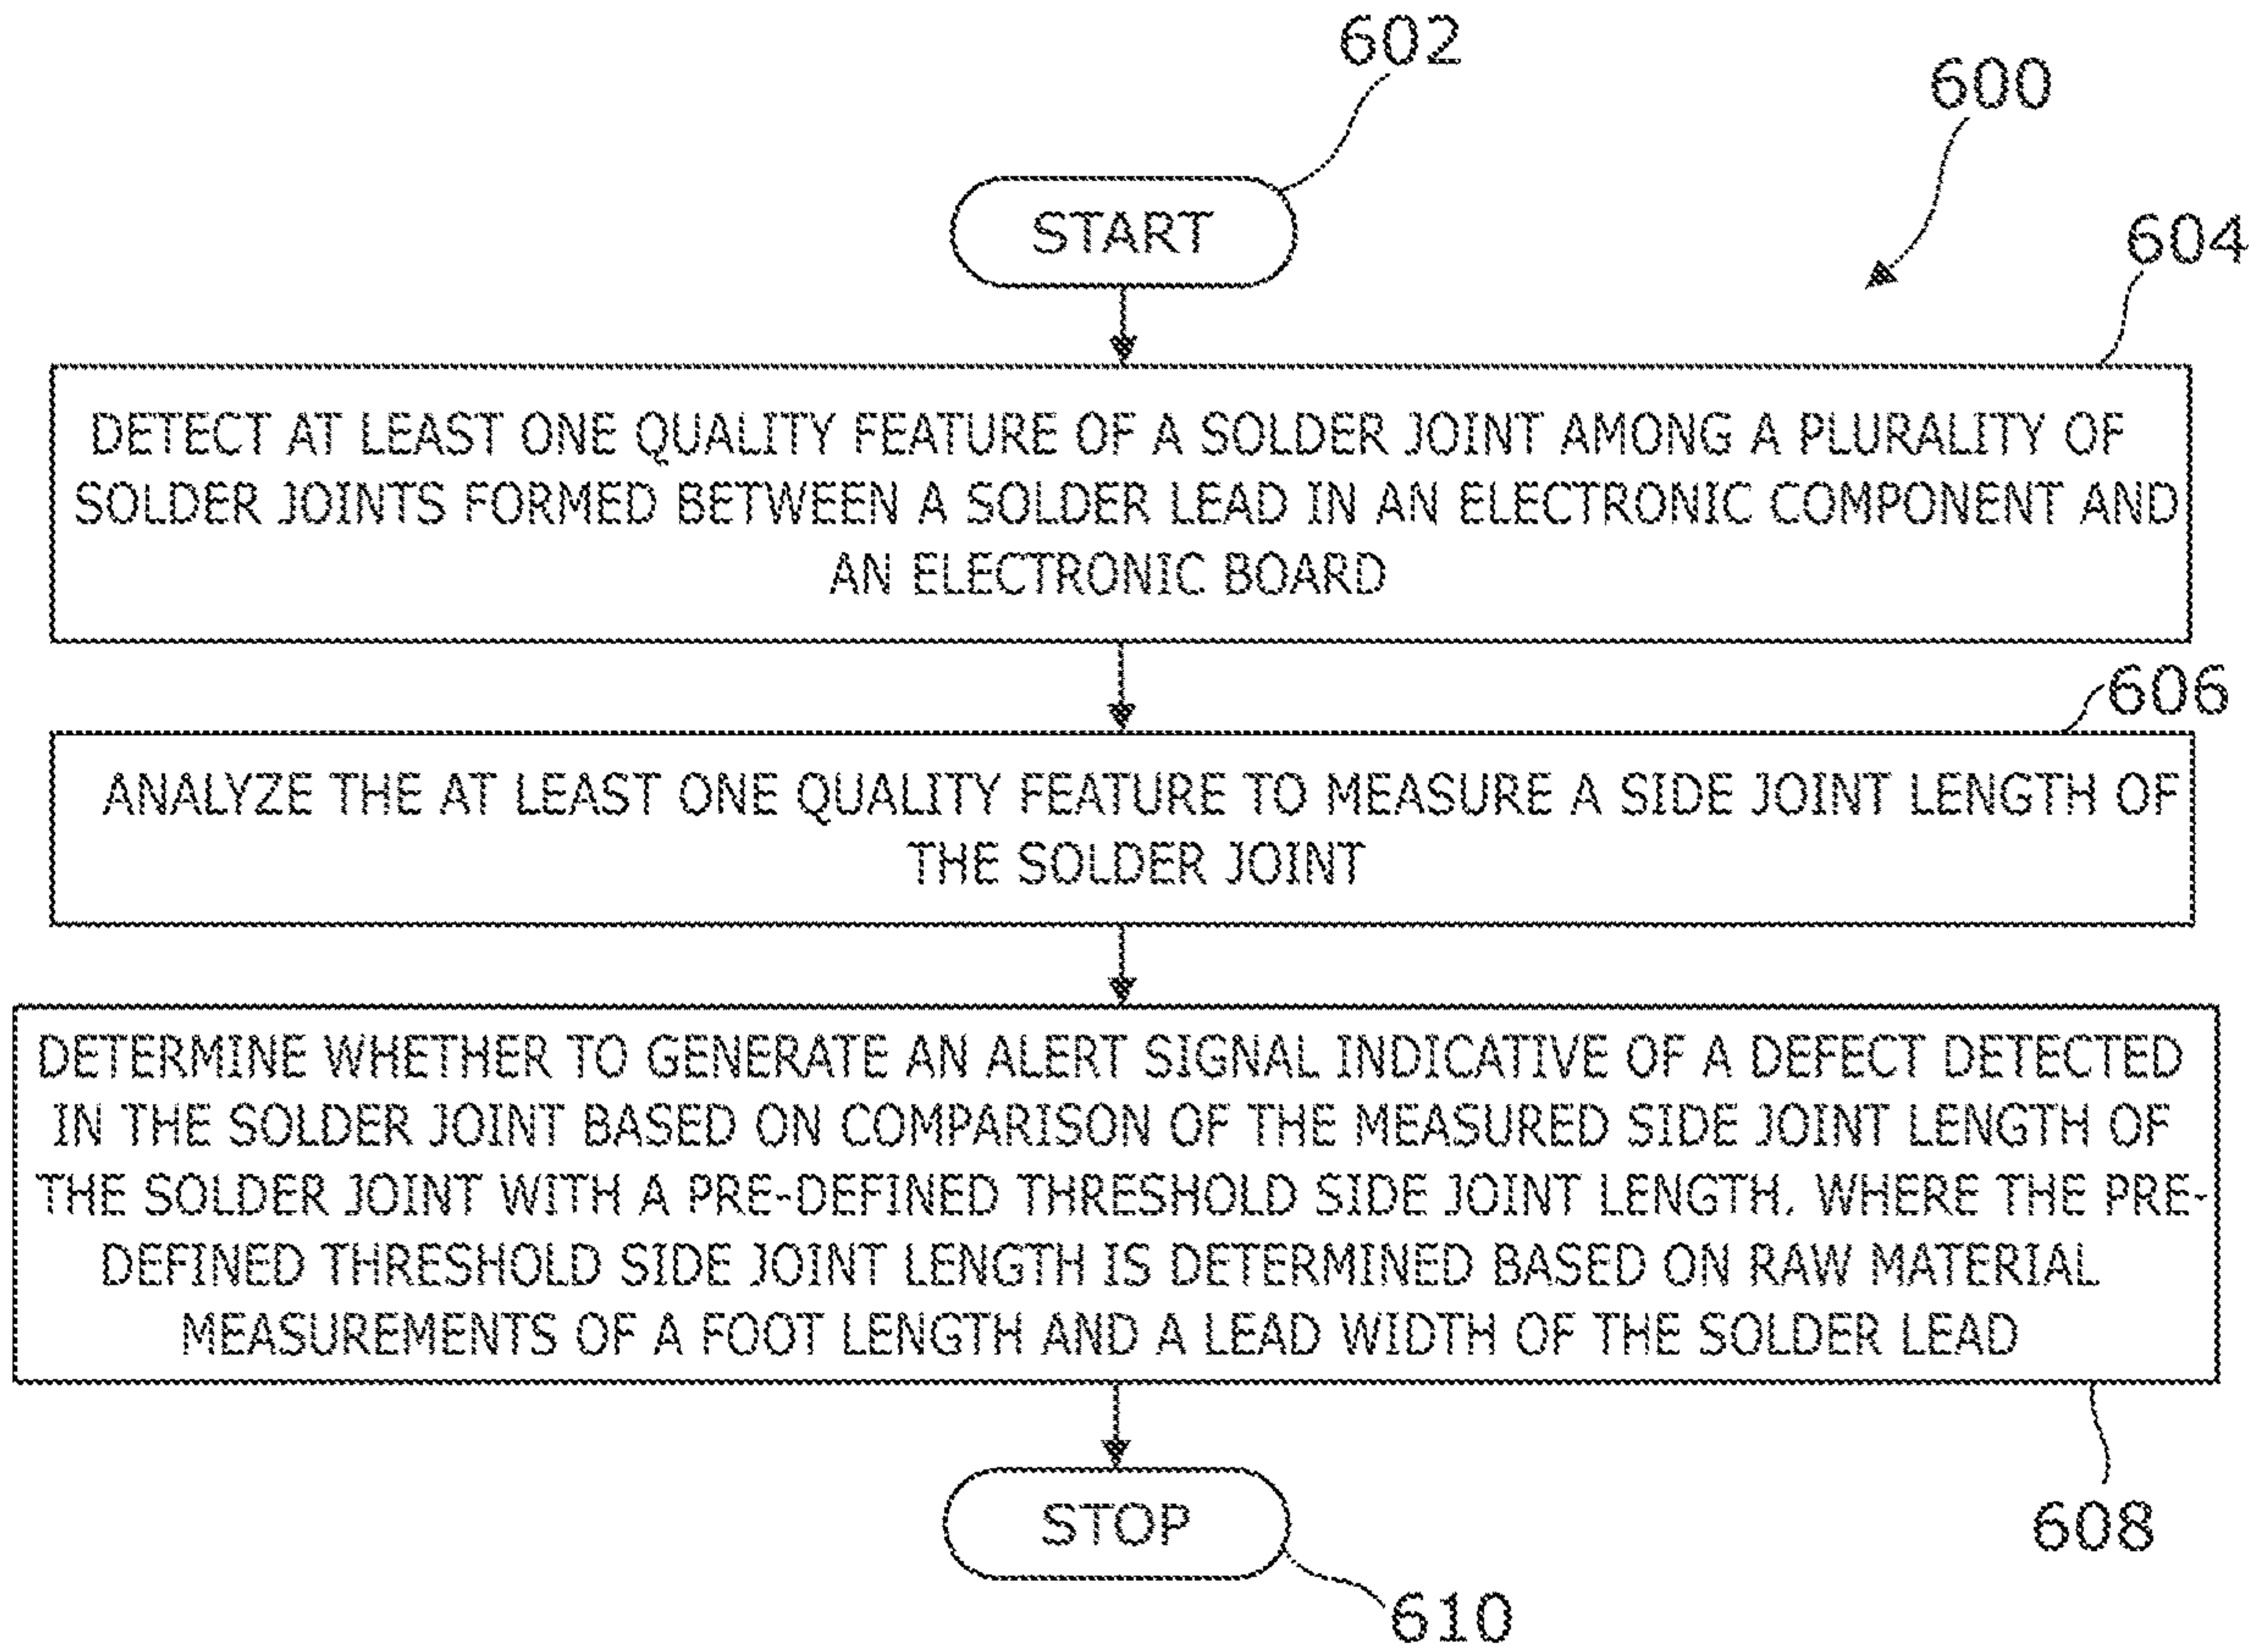 602
600
START
604
DETECT AT LEAST ONE QUALITY FEATURE OF A SOLDER JOINT AMONG A PLURALITY OF
SOLDER JOINTS FORMED BETWEEN A SOLDER LEAD IN AN ELECTRONIC COMPONENT AND
AN ELECTRONIC BOARD
606
ANALYZE THE AT LEAST ONE QUALITY FEATURE TO MEASURE A SIDE JOINT LENGTH OF
THE SOLDER JOINT
DETERMINE WHETHER TO GENERATE AN ALERT SIGNAL INDICATIVE OF A DEFECT DETECTED
IN THE SOLDER JOINT BASED ON COMPARISON OF THE MEASURED SIDE JOINT LENGTH OF
THE SOLDER JOINT WITH A PRE-DEFINED THRESHOLD SIDE JOINT LENGTH. WHERE THE PRE-
DEFINED THRESHOLD SIDE JOINT LENGTH IS DETERMINED BASED ON RAW MATERIAL
MEASUREMENTS OF A FOOT LENGTH AND A LEAD WIDTH OF THE SOLDER LEAD
STOP
608
610